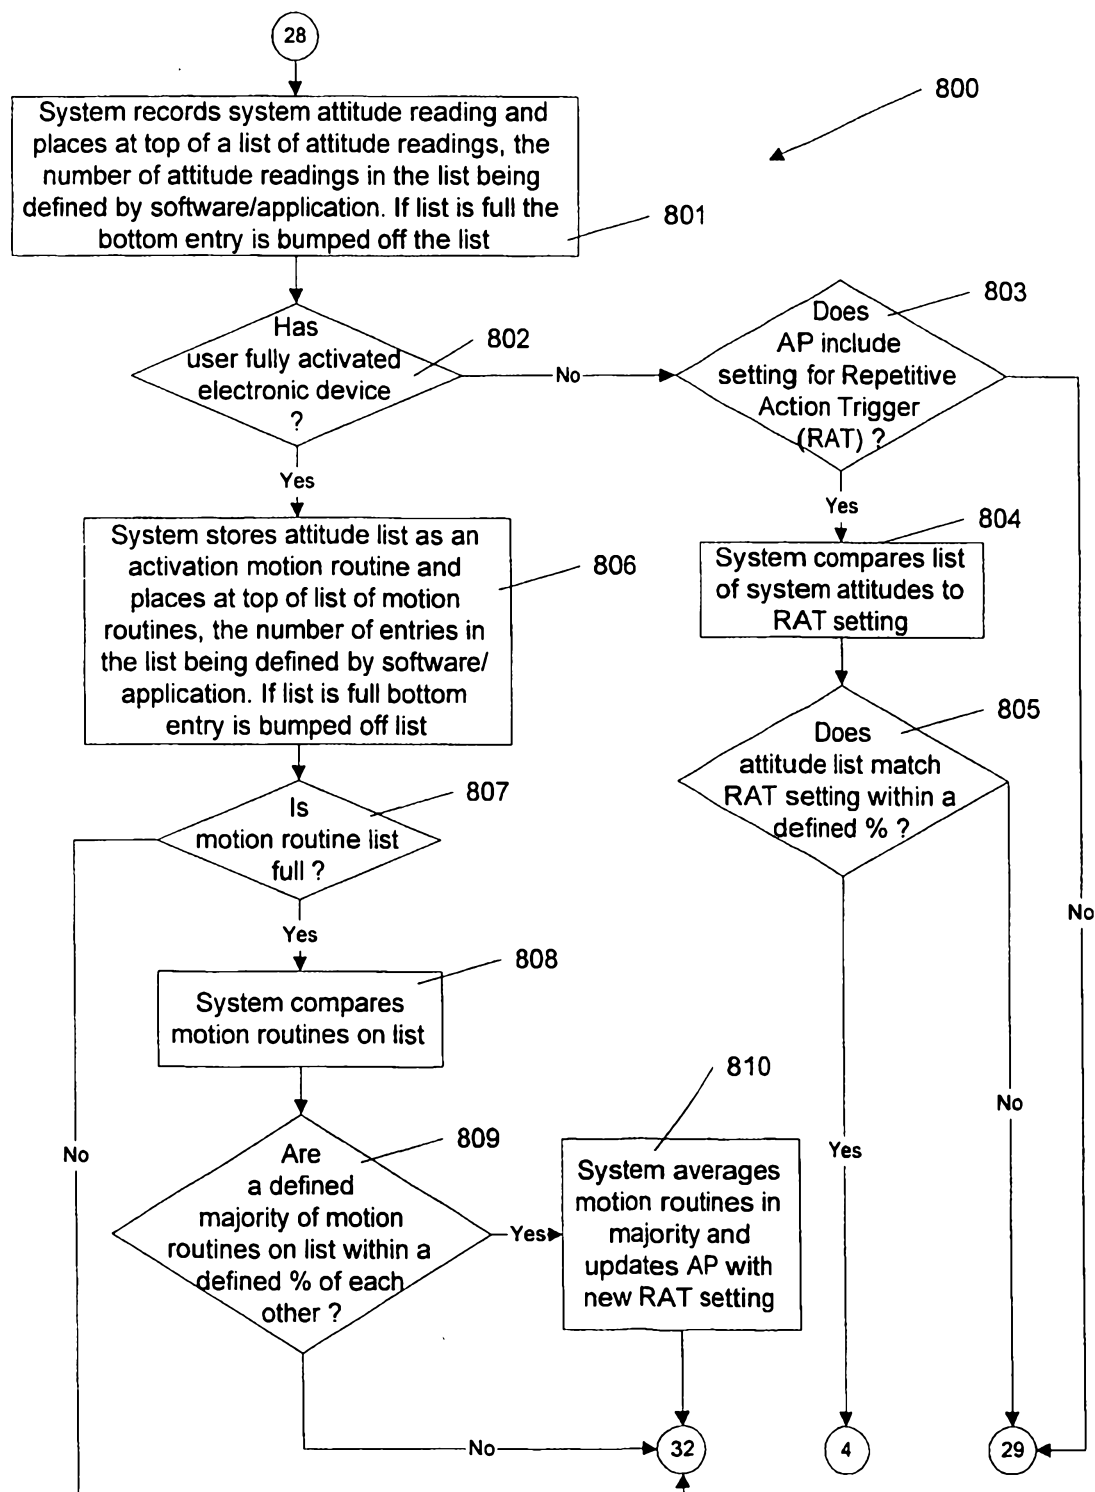 28
800
System records system attitude reading and
places at top of a list of attitude readings, the
number of attitude readings in the list being
defined by software/application. If list is full the
bottom entry is bumped off the list
801
Has
user fully activated
electronic device
?
802
No
Does
AP include
setting for Repetitive
Action Trigger
(RAT) ?
803
Yes
Yes
System stores attitude list as an
activation motion routine and
places at top of list of motion
routines, the number of entries in
the list being defined by software/
application. If list is full bottom
entry is bumped off list
806
System compares list
of system attitudes to
RAT setting
804
Does
attitude list match
RAT setting within a
defined % ?
805
Is
motion routine list
full ?
807
Yes
No
System compares
motion routines on list
808
Are
a defined
majority of motion
routines on list within a
defined % of each
other ?
809
Yes
System averages
motion routines in
majority and
updates AP with
new RAT setting
810
No
Yes
No
No
32
4
29